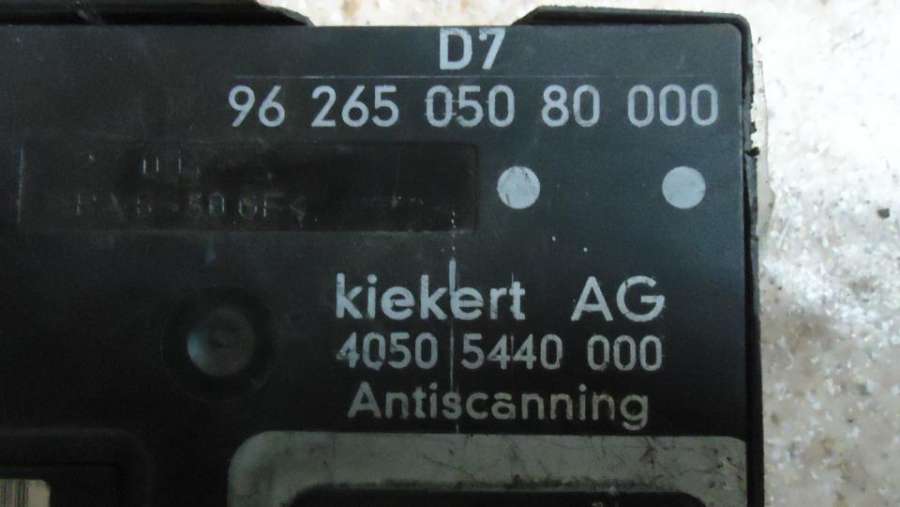 D7
96 265 050 80 000
kiekert AG
4050 5440 000
Antiscanning